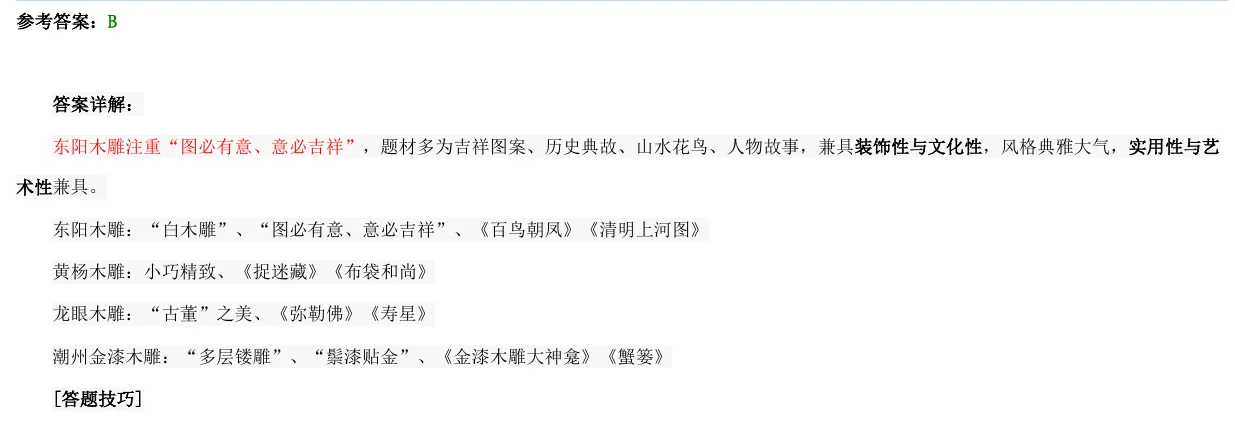 参考答案：B
答案详解：
东阳木雕注重“图必有意、意必吉祥”，题材多为吉祥图案、历史典故、山水花鸟、人物故事，兼具装饰性与文化性，风格典雅大气，实用性与艺
术性兼具。
东阳木雕：“白木雕”、“图必有意、意必吉祥”、《百鸟朝凤》《清明上河图》
黄杨木雕：小巧精致、《捉迷藏》《布袋和尚》
龙眼木雕：“古董”之美、《弥勒佛》《寿星》
潮州金漆木雕：“多层镂雕”、“鬃漆贴金”、《金漆木雕大神龛》《蟹篓》
[答题技巧]